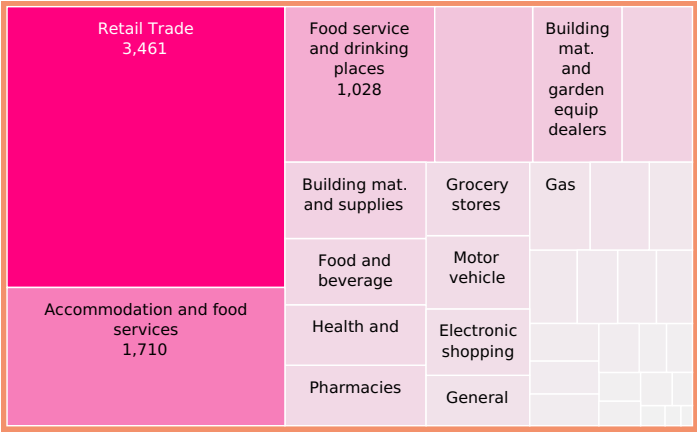 Retail Trade
3,461
Accommodation and food
services
1,710
Food service
and drinking
places
1,028
Building
mat.
and
garden
equip
dealers
Building mat.
and supplies
Food and
beverage
Health and
Pharmacies
Grocery
stores
Motor
vehicle
Electronic
shopping
General
Gas